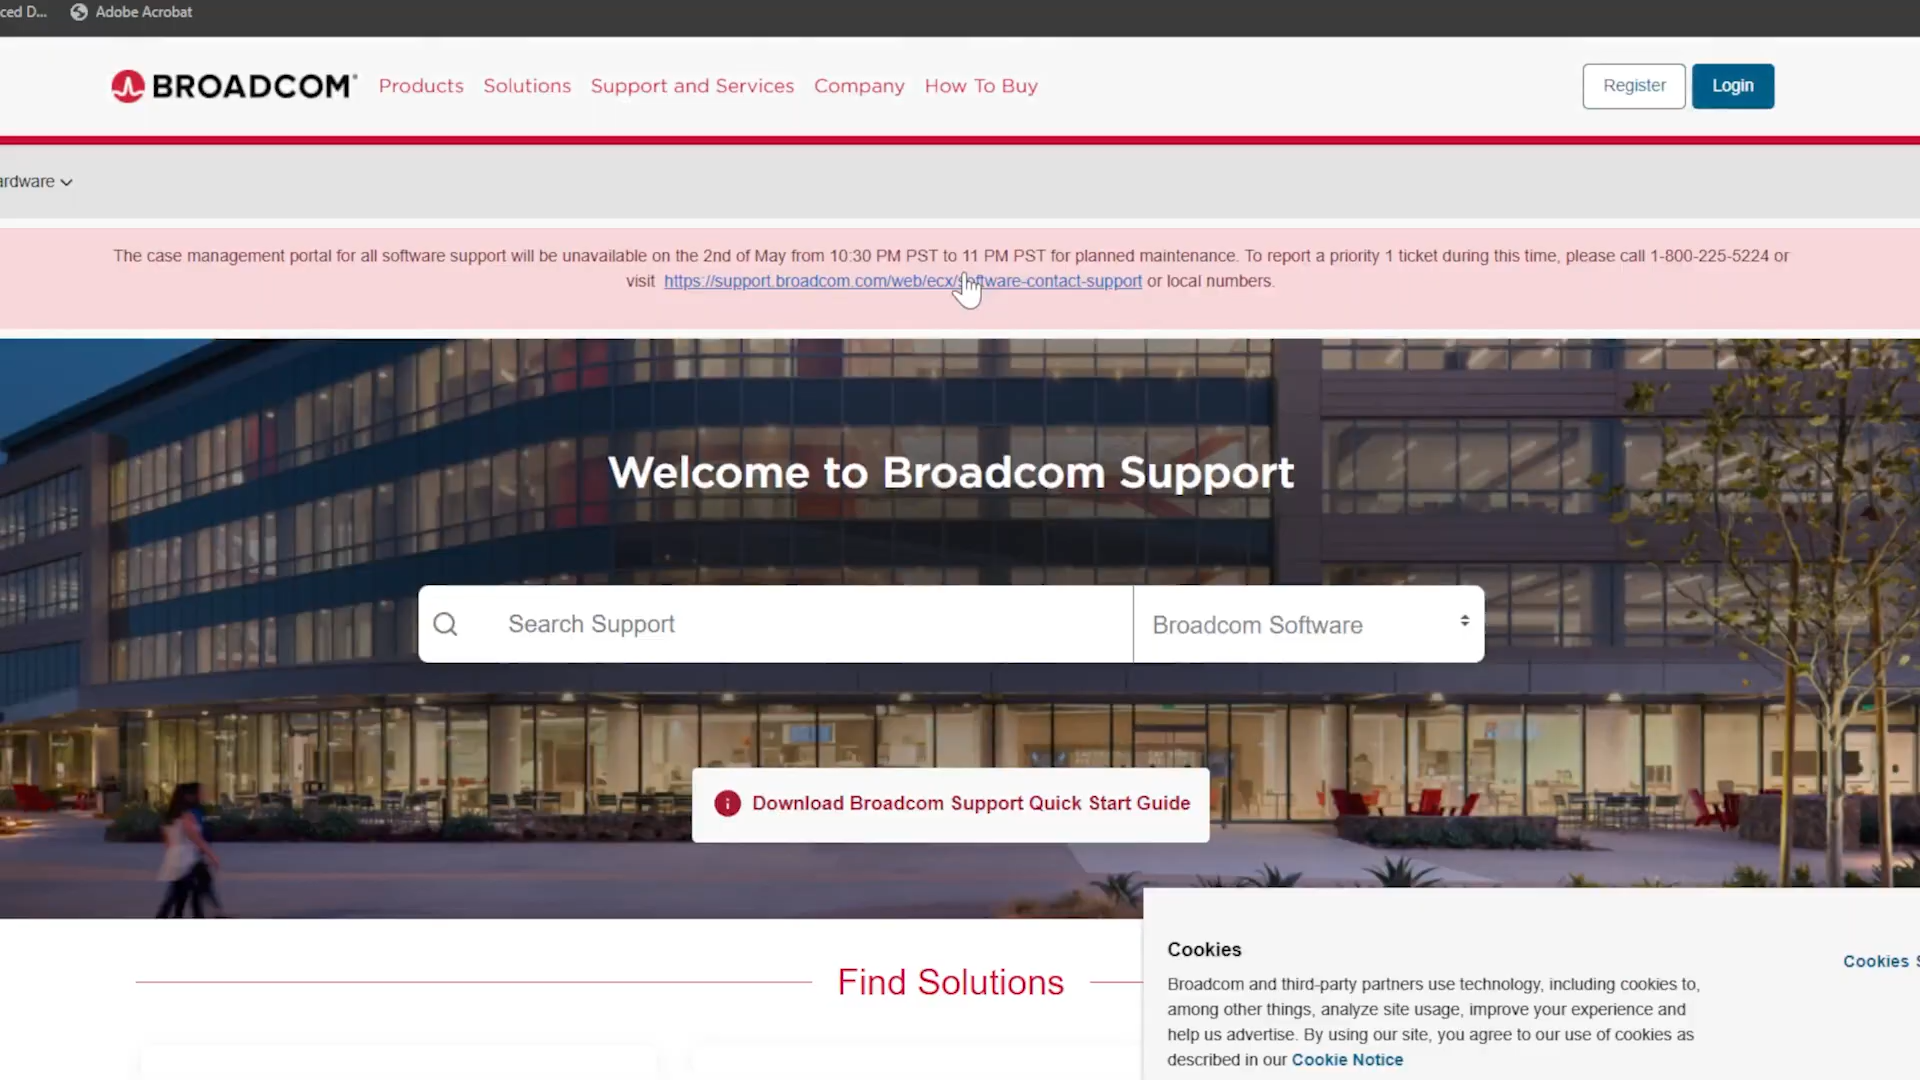 ced D...
Adobe Acrobat
BROADCOM
Products
Solutions
Support and Services
Company
How To Buy
Register
Login
ardware
The case management portal for all software support will be unavailable on the 2nd of May from 10:30 PM PST to 11 PM PST for planned maintenance. To report a priority 1 ticket during this time, please call 1-800-225-5224 or
visit https://support.broadcom.com/web/ecx/software-contact-support or local numbers.
Welcome to Broadcom Support
Search Support
Broadcom Software
Download Broadcom Support Quick Start Guide
Find Solutions
Cookies
Cookies S
Broadcom and third-party partners use technology, including cookies to,
among other things, analyze site usage, improve your experience and
help us advertise. By using our site, you agree to our use of cookies as
described in our Cookie Notice